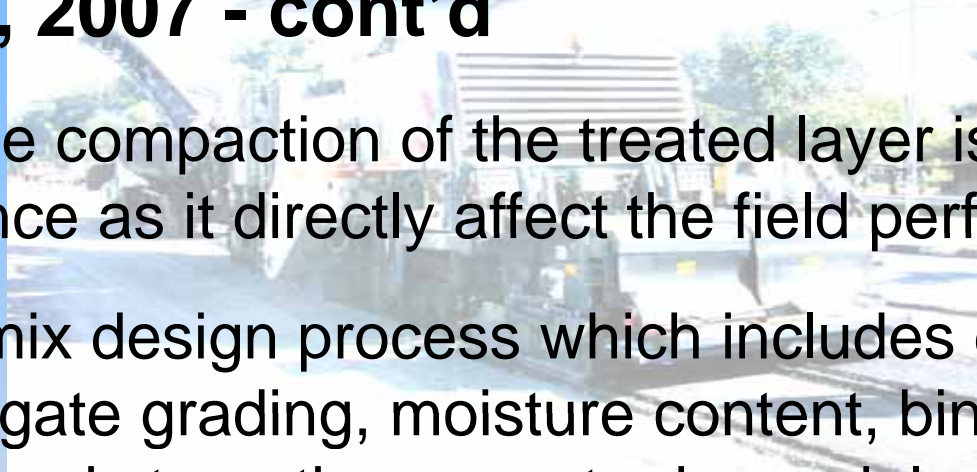 , 2007 - cont'd
e compaction of the treated layer is
nce as it directly affect the field perf
mix design process which includes
gate grading, moisture content, bin